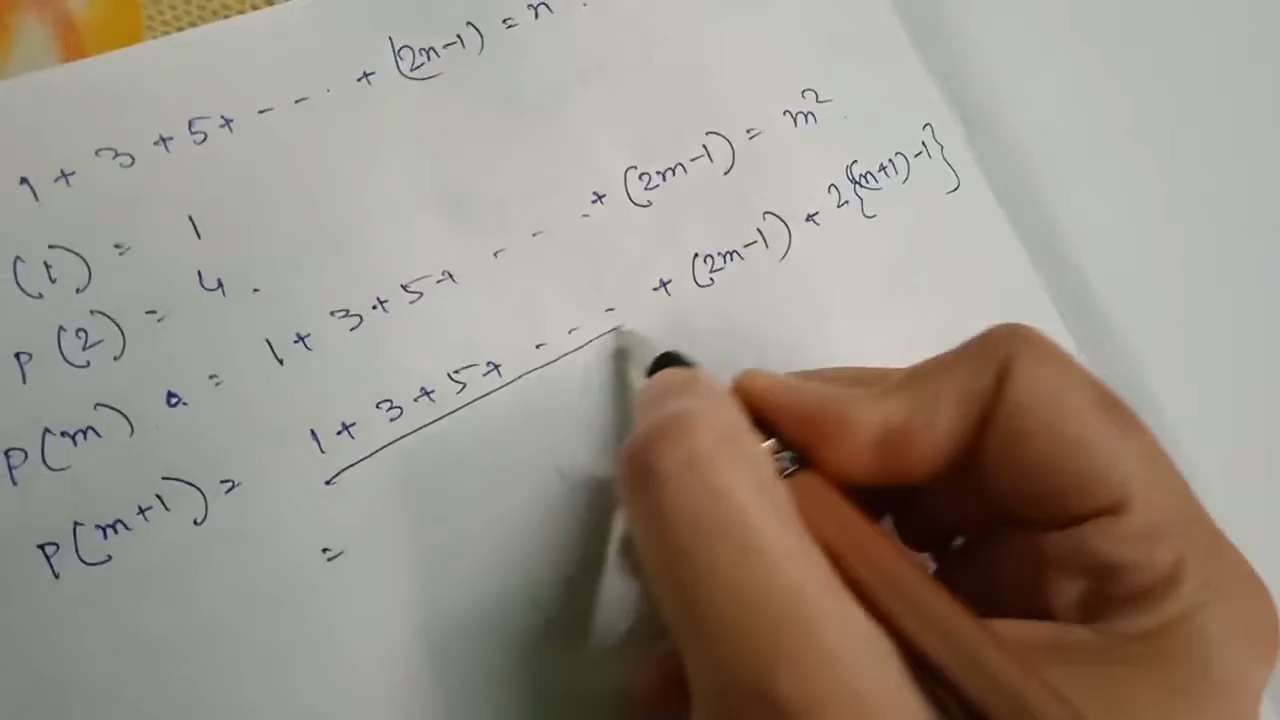 1 + 3 + 5 + - - - . + (2n-1) = n
(1) = 1
P(2) = 4 .
P(m) = 1 + 3 + 5 + - - - + (2m-1) = m²
P(m+1) = 1 + 3 + 5 + - - - + (2m-1) + 2{(m+1)-1}
=